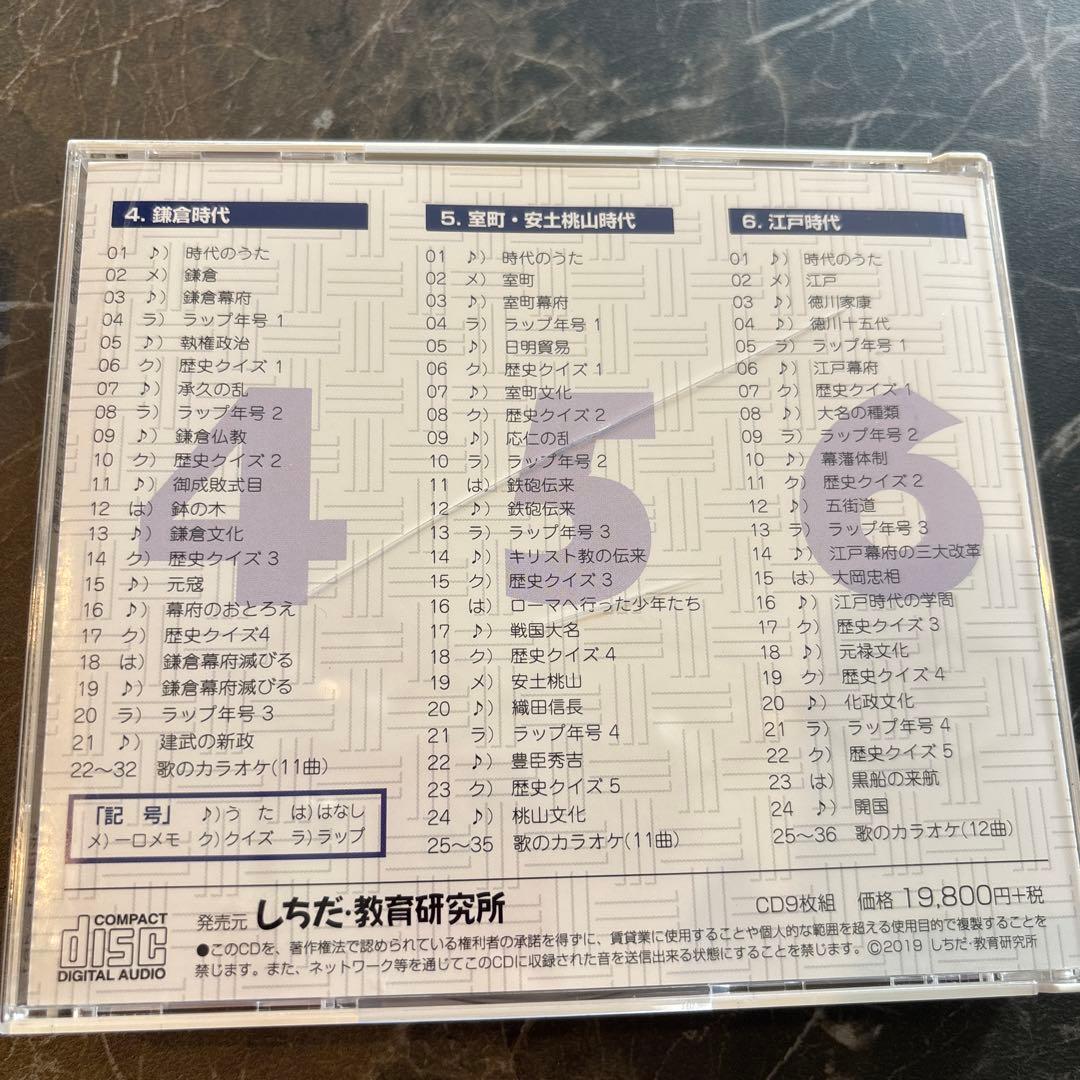 4. 鎌倉時代
01 ♪) 時代のうた
02 メ) 鎌倉
03 ♪) 鎌倉幕府
04 ラ) ラップ年号 1
05 ♪) 執権政治
06 ク) 歴史クイズ 1
07 ♪) 承久の乱
08 ラ) ラップ年号 2
09 ♪) 鎌倉仏教
10 ク) 歴史クイズ 2
11 ♪) 御成敗式目
12 は) 鉢の木
13 ♪) 鎌倉文化
14 ク) 歴史クイズ 3
15 ♪) 元寇
16 ♪) 幕府のおとろえ
17 ク) 歴史クイズ4
18 は) 鎌倉幕府滅びる
19 ♪) 鎌倉幕府滅びる
20 ラ) ラップ年号 3
21 ♪) 建武の新政
22〜32 歌のカラオケ(11曲)
「記 号」 ♪)う た は)はなし
メ)一口メモ ク)クイズ ラ)ラップ
5. 室町・安土桃山時代
01 ♪) 時代のうた
02 メ) 室町
03 ♪) 室町幕府
04 ラ) ラップ年号 1
05 ♪) 日明貿易
06 ク) 歴史クイズ 1
07 ♪) 室町文化
08 ク) 歴史クイズ 2
09 ♪) 応仁の乱
10 ラ) ラップ年号 2
11 は) 鉄砲伝来
12 ♪) 鉄砲伝来
13 ラ) ラップ年号 3
14 ♪) キリスト教の伝来
15 ク) 歴史クイズ 3
16 は) ローマへ行った少年たち
17 ♪) 戦国大名
18 ク) 歴史クイズ 4
19 メ) 安土桃山
20 ♪) 織田信長
21 ラ) ラップ年号 4
22 ♪) 豊臣秀吉
23 ク) 歴史クイズ 5
24 ♪) 桃山文化
25〜35 歌のカラオケ(11曲)
6. 江戸時代
01 ♪) 時代のうた
02 メ) 江戸
03 ♪) 徳川家康
04 ♪) 徳川十五代
05 ラ) ラップ年号 1
06 ♪) 江戸幕府
07 ク) 歴史クイズ 1
08 ♪) 大名の種類
09 ラ) ラップ年号 2
10 ♪) 幕藩体制
11 ク) 歴史クイズ 2
12 ♪) 五街道
13 ラ) ラップ年号 3
14 ♪) 江戸幕府の三大改革
15 は) 大岡忠相
16 ♪) 江戸時代の学問
17 ク) 歴史クイズ 3
18 ♪) 元禄文化
19 ク) 歴史クイズ 4
20 ♪) 化政文化
21 ラ) ラップ年号 4
22 ク) 歴史クイズ 5
23 は) 黒船の来航
24 ♪) 開国
25〜36 歌のカラオケ(12曲)
4
5
6
COMPACT
disc
DIGITAL AUDIO
発売元 しちだ・教育研究所
CD9枚組 価格 19,800円+税
●このCDを、著作権法で認められている権利者の承諾を得ずに、賃貸業に使用することや個人的な範囲を超える使用目的で複製することを
禁じます。また、ネットワーク等を通じてこのCDに収録された音を送信出来る状態にすることを禁じます。©2019 しちだ・教育研究所